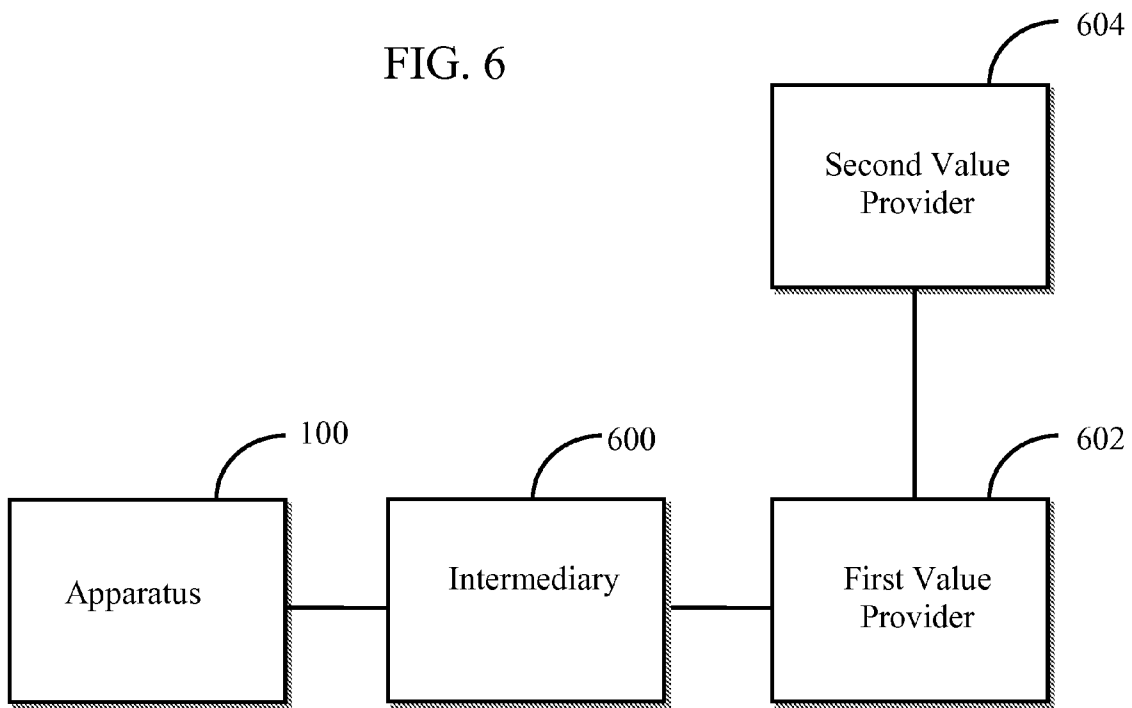 FIG. 6
604
Second Value
Provider
100
600
602
Apparatus
Intermediary
First Value
Provider